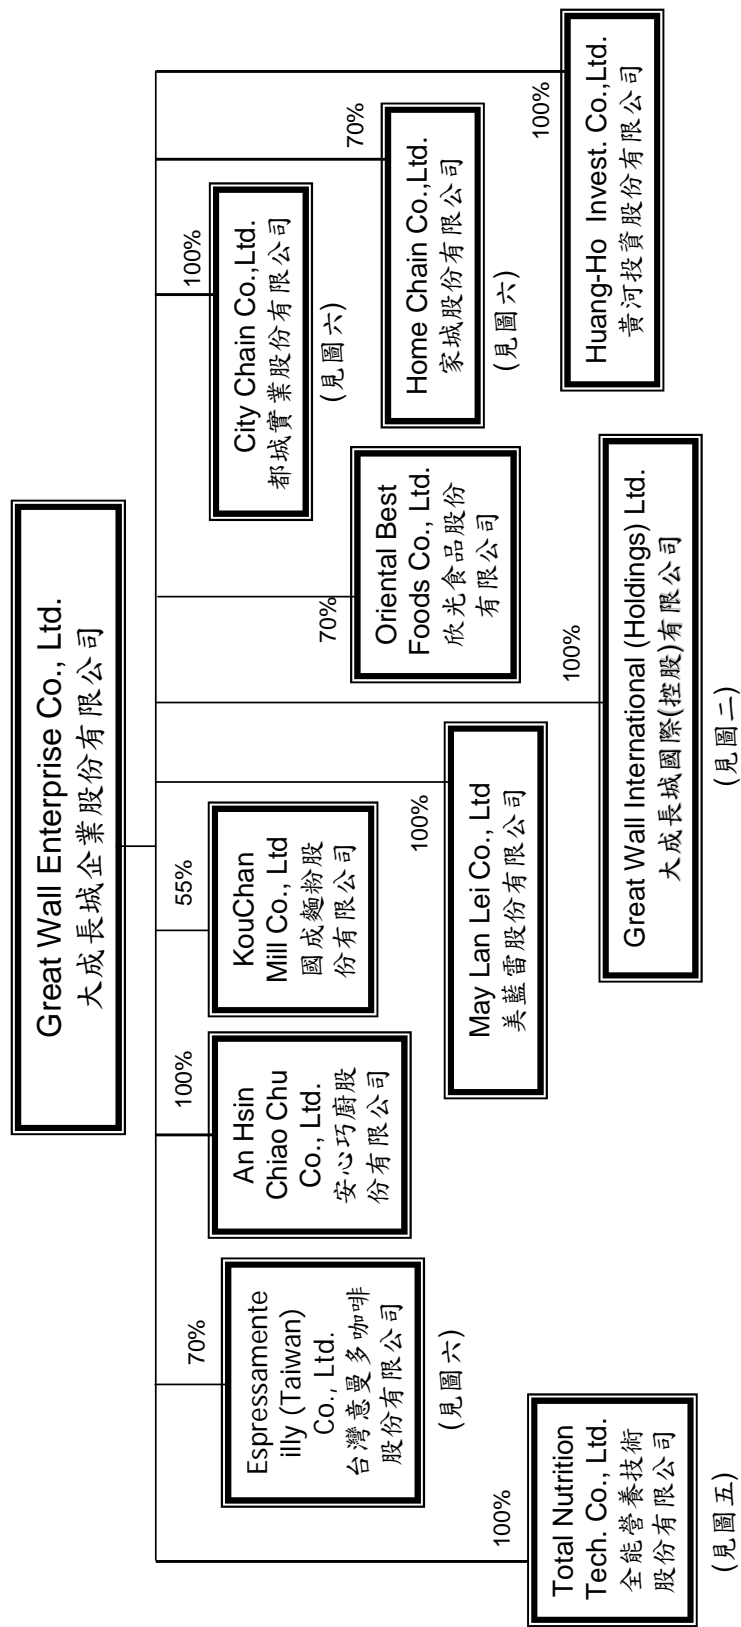 Great Wall Enterprise Co., Ltd.
大成長城企業股份有限公司
100%
Total Nutrition
Tech. Co., Ltd.
全能營養技術
股份有限公司
(見圖五)
70%
Espressamente
illy (Taiwan)
Co., Ltd.
台灣意曼多咖啡
股份有限公司
(見圖六)
100%
An Hsin
Chiao Chu
Co., Ltd.
安心巧廚股
份有限公司
55%
KouChan
Mill Co., Ltd
國成麵粉股
份有限公司
100%
May Lan Lei Co., Ltd
美藍雷股份有限公司
100%
Great Wall International (Holdings) Ltd.
大成長城國際(控股)有限公司
(見圖二)
70%
Oriental Best
Foods Co., Ltd.
欣光食品股份
有限公司
100%
City Chain Co.,Ltd.
都城實業股份有限公司
(見圖六)
70%
Home Chain Co.,Ltd.
家城股份有限公司
(見圖六)
100%
Huang-Ho Invest. Co.,Ltd.
黃河投資股份有限公司